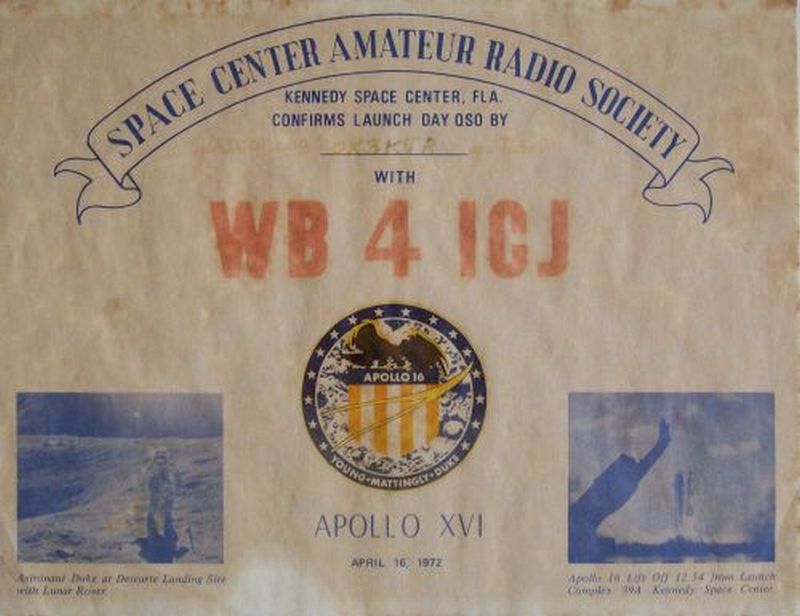 SPACE CENTER AMATEUR RADIO SOCIETY
KENNEDY SPACE CENTER, FLA.
CONFIRMS LAUNCH DAY QSO BY
WITH
WB 4 ICJ
APOLLO 16
YOUNG • MATTINGLY • DUKE
APOLLO XVI
APRIL 16, 1972
Astronaut Duke at Descarte Landing Site
with Lunar Rover.
Apollo 16 Lift Off 12:54 from Launch
Complex 39A Kennedy Space Center.